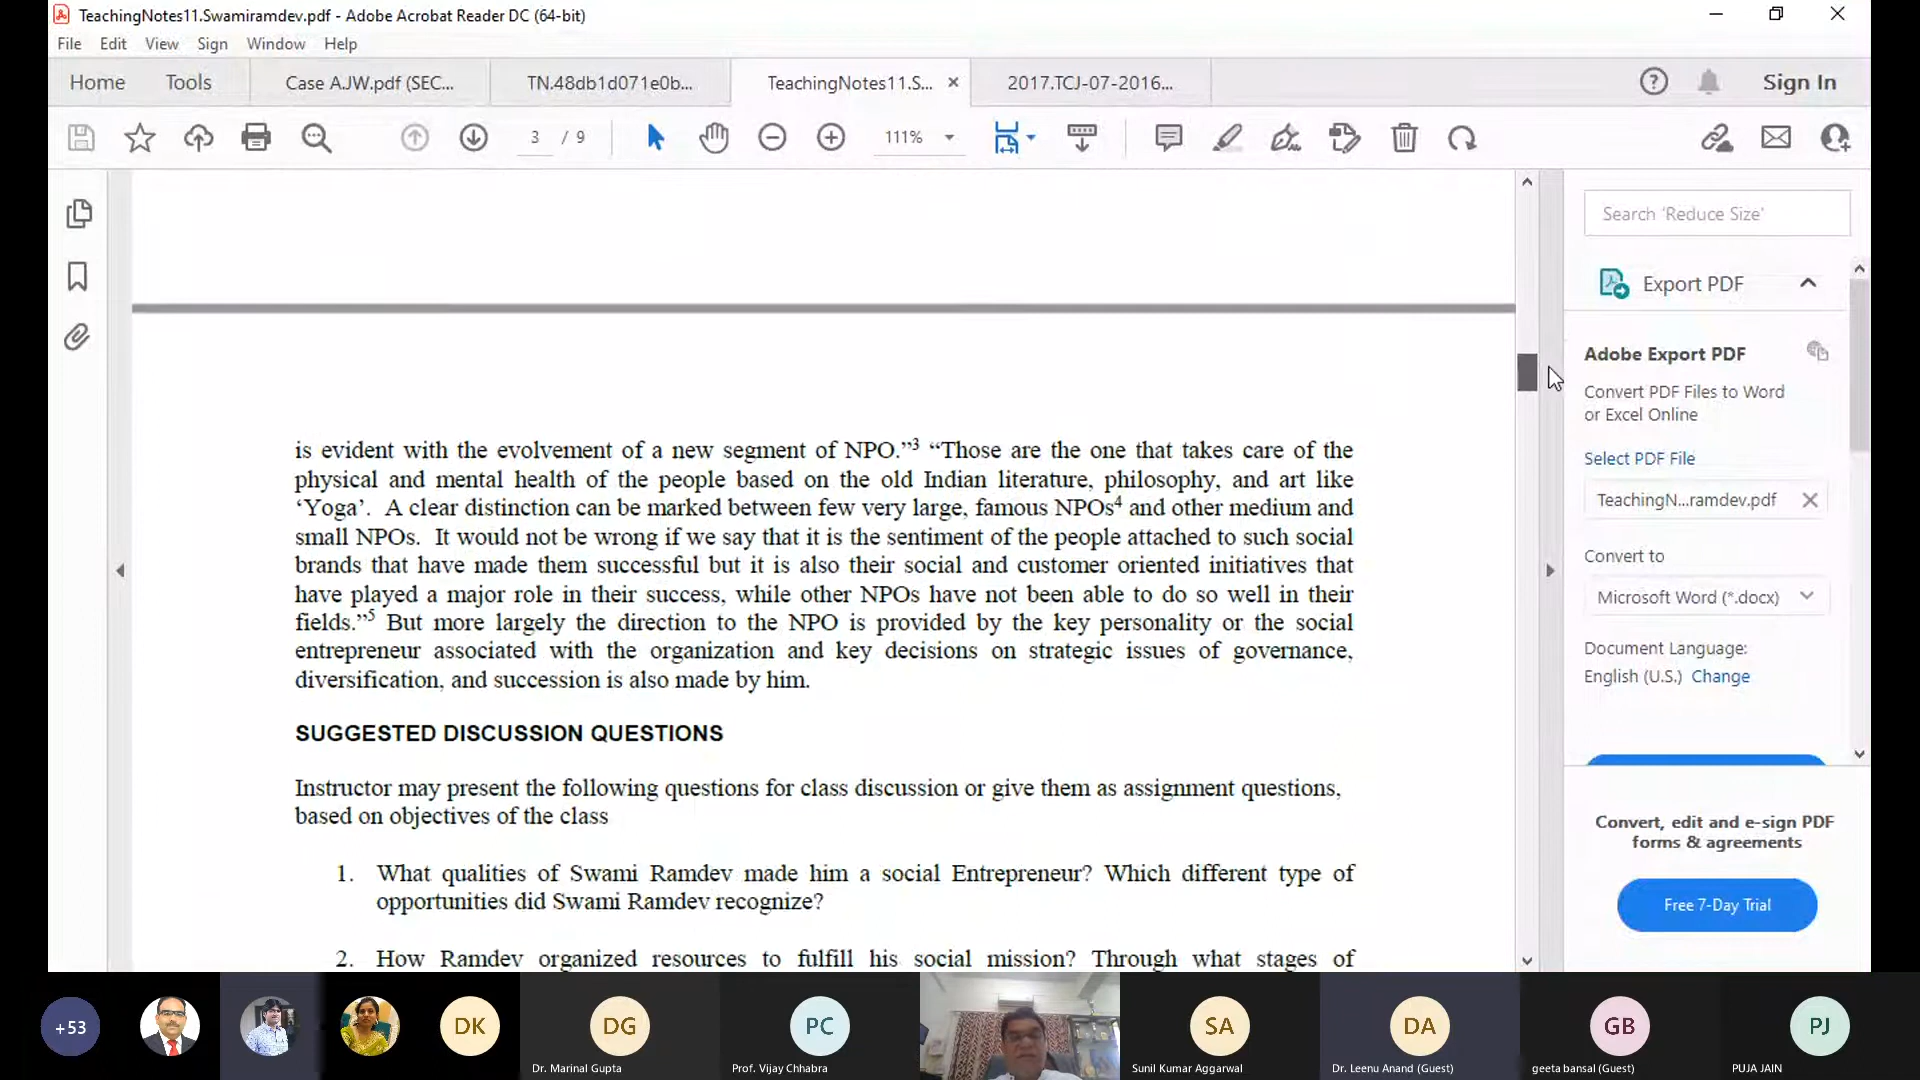 TeachingNotes11.Swamiramdev.pdf - Adobe Acrobat Reader DC (64-bit)
File Edit View Sign Window Help
Home Tools Case A.JW.pdf (SEC... TN.48db1d071e0b... TeachingNotes11.S... 2017.TCJ-07-2016... Sign In
3 / 9 111%
Search 'Reduce Size'
Export PDF
Adobe Export PDF
Convert PDF Files to Word
or Excel Online
Select PDF File
TeachingN...ramdev.pdf
Convert to
Microsoft Word (*.docx)
Document Language:
English (U.S.) Change
Convert, edit and e-sign PDF
forms & agreements
Free 7-Day Trial
is evident with the evolvement of a new segment of NPO.”3 “Those are the one that takes care of the
physical and mental health of the people based on the old Indian literature, philosophy, and art like
‘Yoga’. A clear distinction can be marked between few very large, famous NPOs4 and other medium and
small NPOs. It would not be wrong if we say that it is the sentiment of the people attached to such social
brands that have made them successful but it is also their social and customer oriented initiatives that
have played a major role in their success, while other NPOs have not been able to do so well in their
fields.”5 But more largely the direction to the NPO is provided by the key personality or the social
entrepreneur associated with the organization and key decisions on strategic issues of governance,
diversification, and succession is also made by him.
SUGGESTED DISCUSSION QUESTIONS
Instructor may present the following questions for class discussion or give them as assignment questions,
based on objectives of the class
1. What qualities of Swami Ramdev made him a social Entrepreneur? Which different type of
opportunities did Swami Ramdev recognize?
2. How Ramdev organized resources to fulfill his social mission? Through what stages of
+53 DK DG PC SA DA GB PJ
Dr. Marinal Gupta Prof. Vijay Chhabra Sunil Kumar Aggarwal Dr. Leenu Anand (Guest) geeta bansal (Guest) PUJA JAIN